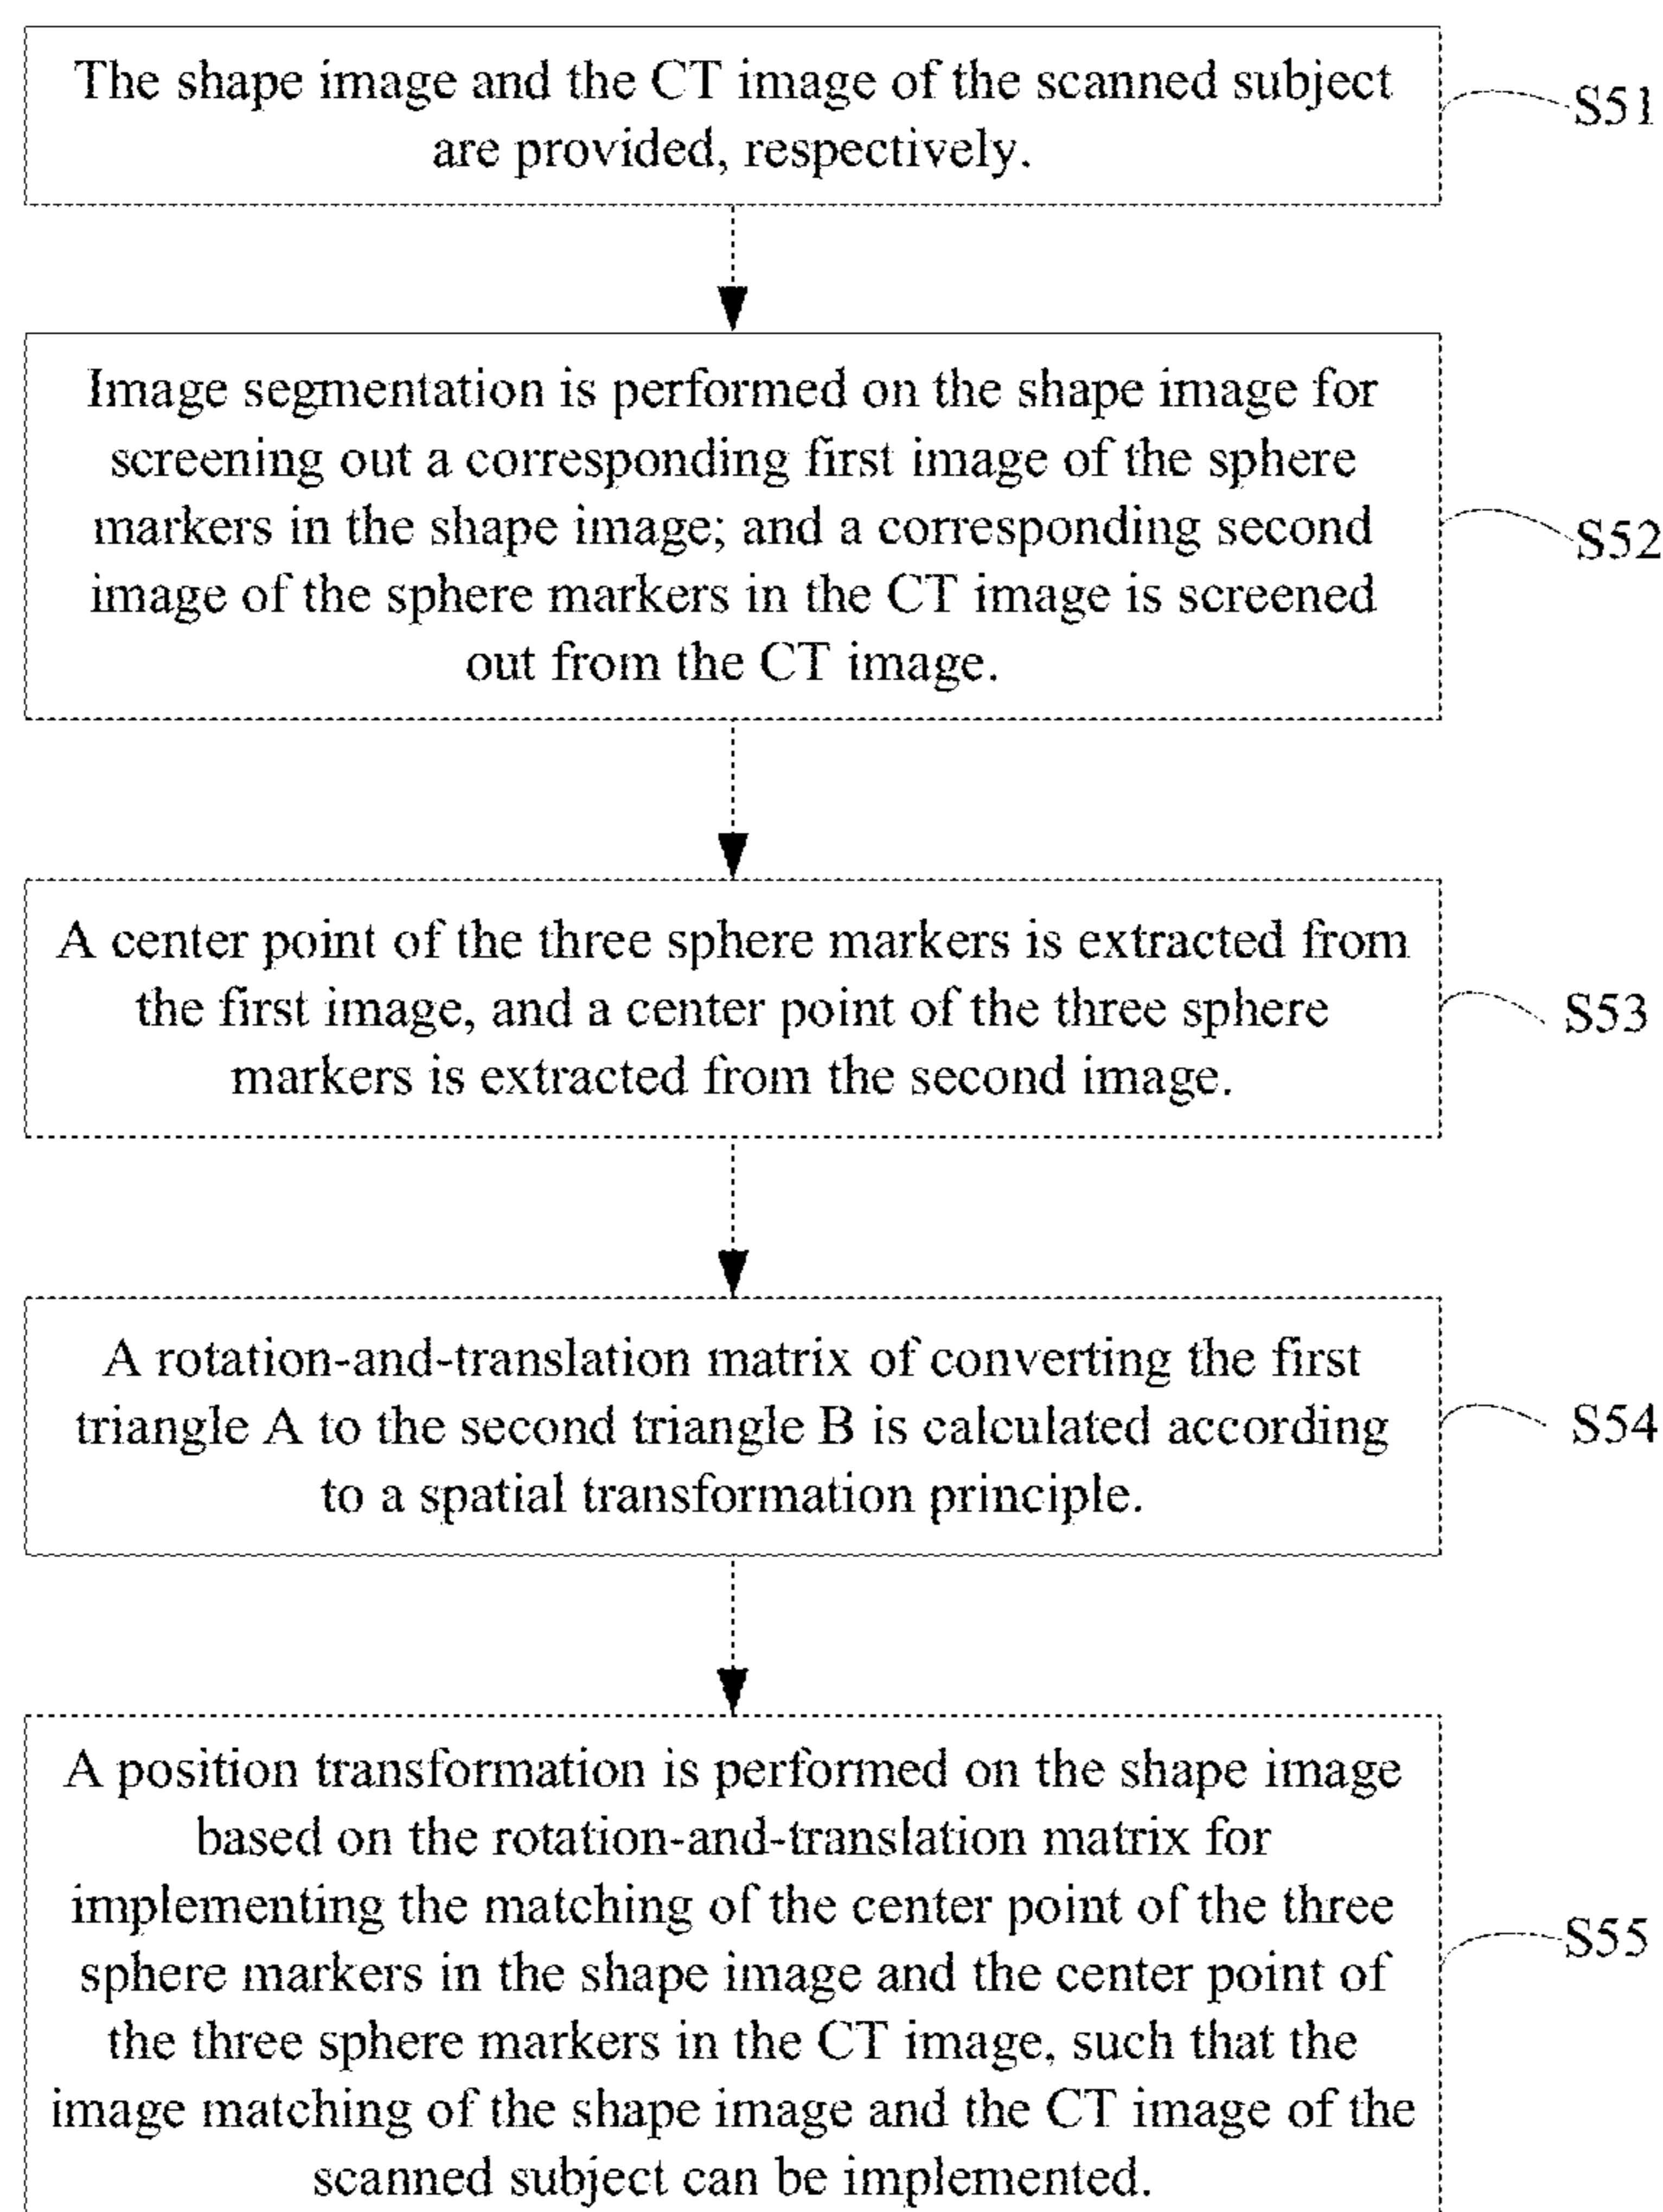 The shape image and the CT image of the scanned subject
are provided, respectively.
S51
Image segmentation is performed on the shape image for
screening out a corresponding first image of the sphere
markers in the shape image; and a corresponding second
image of the sphere markers in the CT image is screened
out from the CT image.
S52
A center point of the three sphere markers is extracted from
the first image, and a center point of the three sphere
markers is extracted from the second image.
S53
A rotation-and-translation matrix of converting the first
triangle A to the second triangle B is calculated according
to a spatial transformation principle.
S54
A position transformation is performed on the shape image
based on the rotation-and-translation matrix for
implementing the matching of the center point of the three
sphere markers in the shape image and the center point of
the three sphere markers in the CT image, such that the
image matching of the shape image and the CT image of the
scanned subject can be implemented.
S55